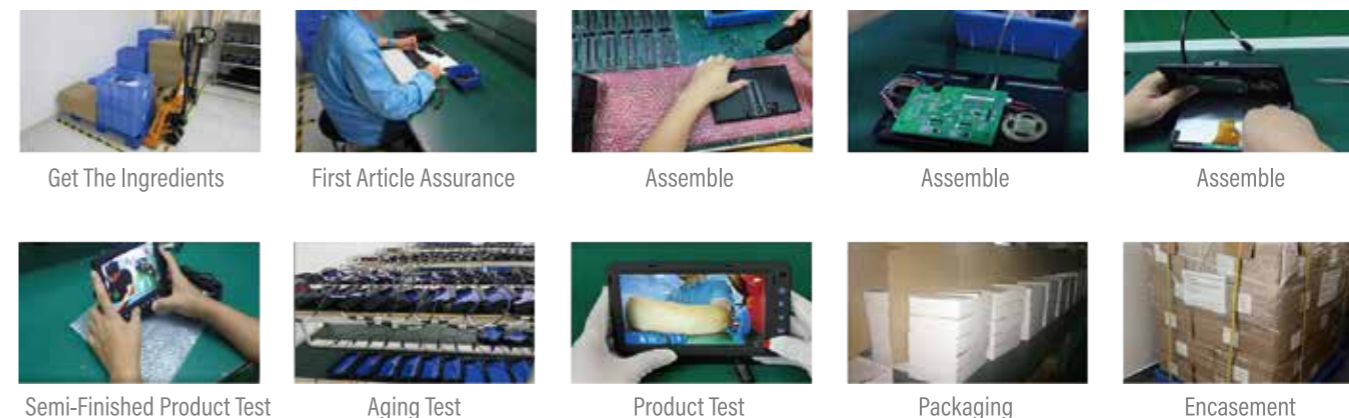 Get The Ingredients
First Article Assurance
Assemble
Assemble
Assemble
Semi-Finished Product Test
Aging Test
Product Test
Packaging
Encasement